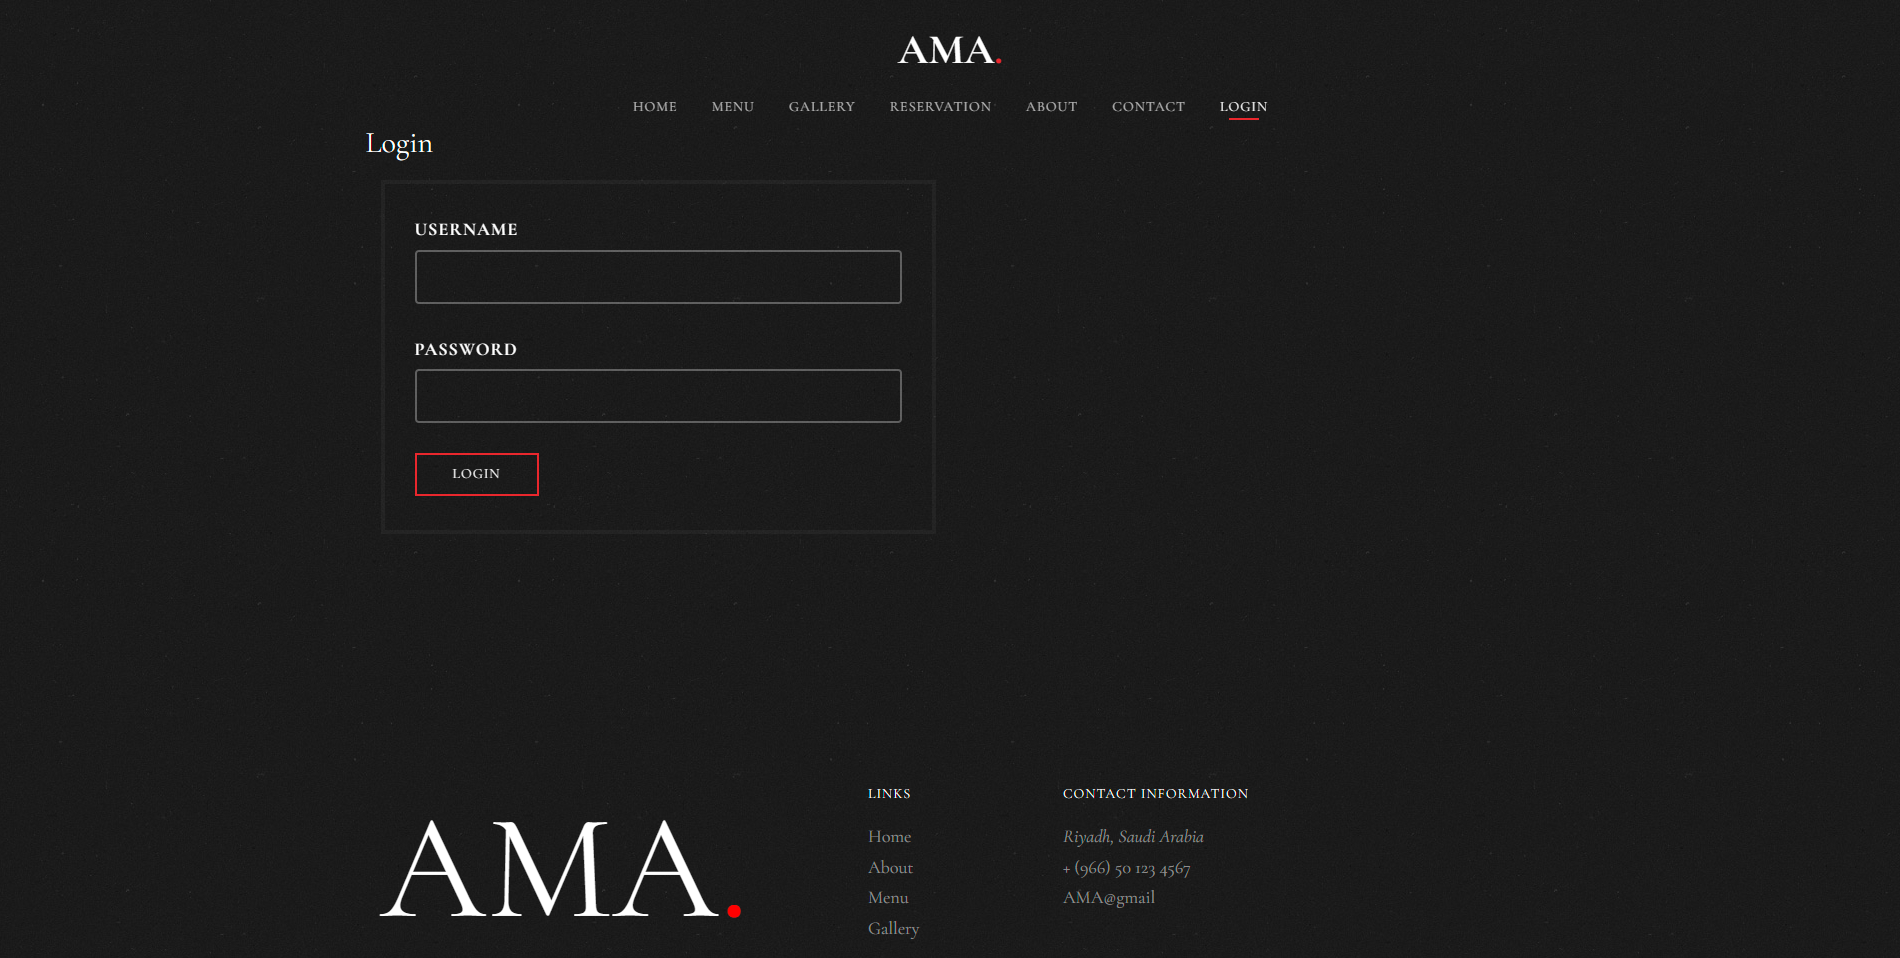 AMA.
HOME MENU GALLERY RESERVATION ABOUT CONTACT LOGIN
Login
USERNAME
PASSWORD
LOGIN
AMA.
LINKS
Home
About
Menu
Gallery
CONTACT INFORMATION
Riyadh, Saudi Arabia
+ (966) 50 123 4567
AMA@gmail